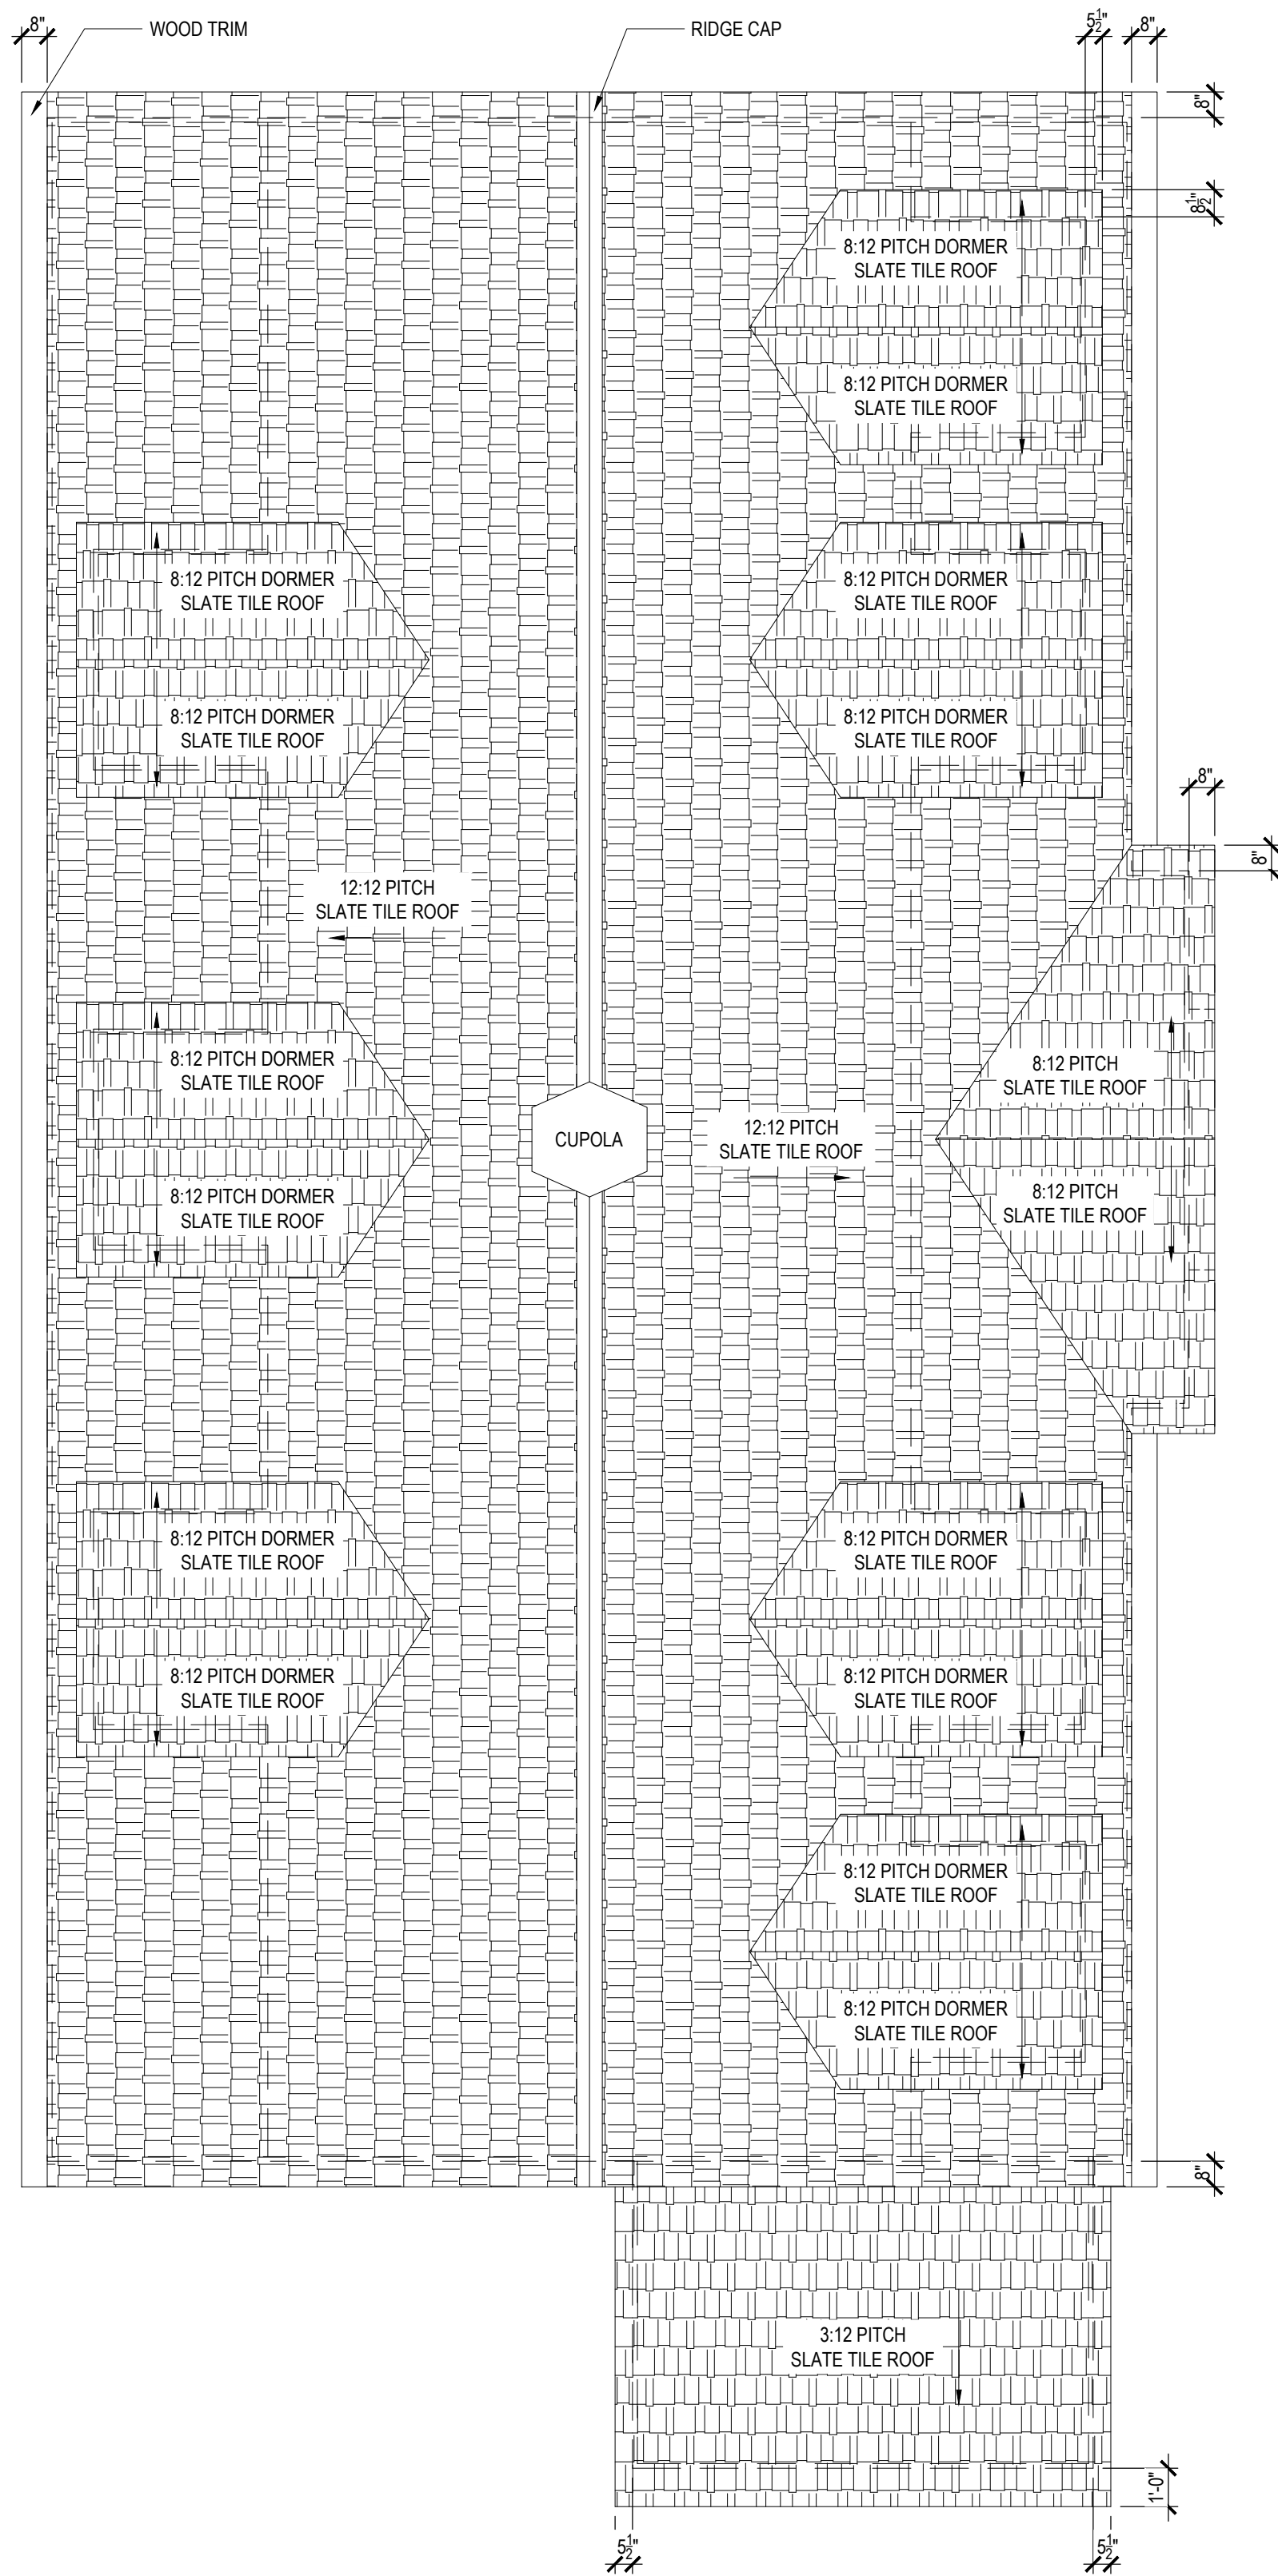 8"
WOOD TRIM
RIDGE CAP
5½"
8"
8"
8½"
8:12 PITCH DORMER
SLATE TILE ROOF
8:12 PITCH DORMER
SLATE TILE ROOF
8:12 PITCH DORMER
SLATE TILE ROOF
8:12 PITCH DORMER
SLATE TILE ROOF
8:12 PITCH DORMER
SLATE TILE ROOF
8:12 PITCH DORMER
SLATE TILE ROOF
8"
8"
12:12 PITCH
SLATE TILE ROOF
8:12 PITCH DORMER
SLATE TILE ROOF
8:12 PITCH DORMER
SLATE TILE ROOF
CUPOLA
12:12 PITCH
SLATE TILE ROOF
8:12 PITCH
SLATE TILE ROOF
8:12 PITCH
SLATE TILE ROOF
8:12 PITCH DORMER
SLATE TILE ROOF
8:12 PITCH DORMER
SLATE TILE ROOF
8:12 PITCH DORMER
SLATE TILE ROOF
8:12 PITCH DORMER
SLATE TILE ROOF
8:12 PITCH DORMER
SLATE TILE ROOF
8:12 PITCH DORMER
SLATE TILE ROOF
8"
3:12 PITCH
SLATE TILE ROOF
1'-0"
5½"
5½"